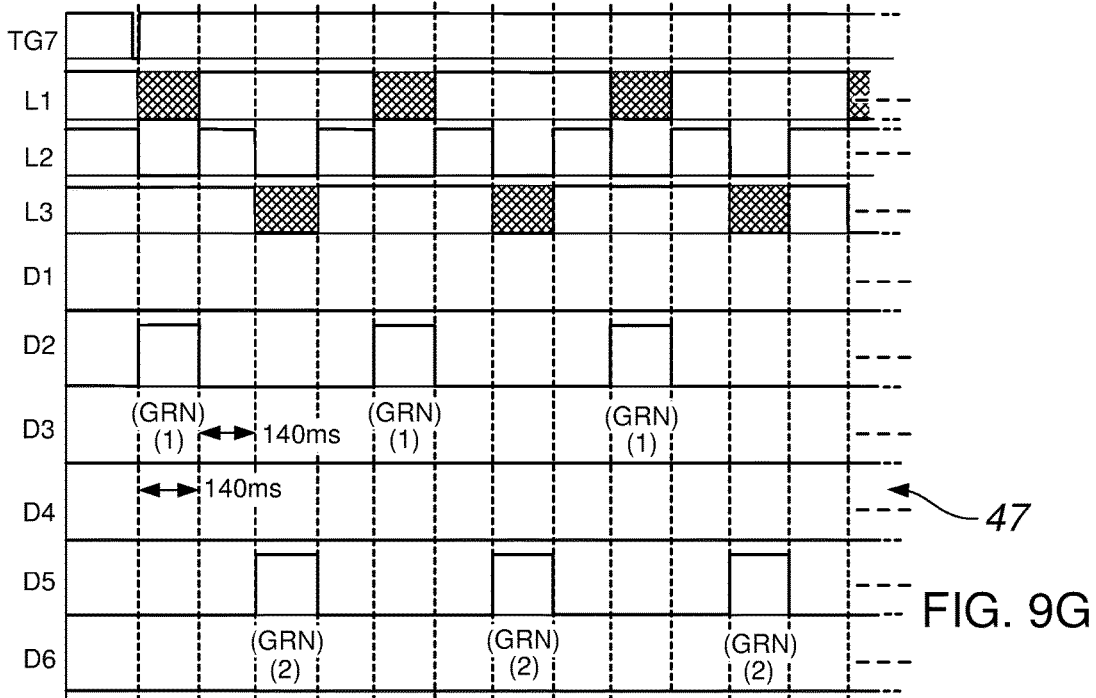 TG7
L1
L2
L3
D1
D2
D3
(GRN)
(1)
140ms
(GRN)
(1)
(GRN)
(1)
D4
140ms
47
D5
D6
(GRN)
(2)
(GRN)
(2)
(GRN)
(2)
FIG. 9G